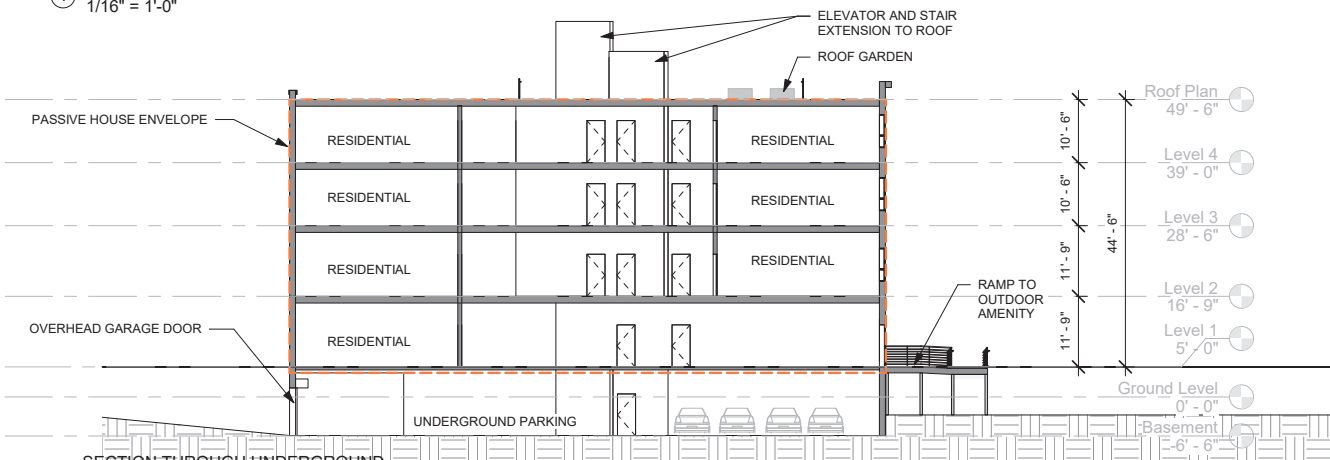 1/16" = 1'-0"
ELEVATOR AND STAIR
EXTENSION TO ROOF
ROOF GARDEN
PASSIVE HOUSE ENVELOPE
Roof Plan
49' - 6"
RESIDENTIAL
RESIDENTIAL
10' - 6"
Level 4
39' - 0"
RESIDENTIAL
RESIDENTIAL
10' - 6"
44' - 6"
Level 3
28' - 6"
RESIDENTIAL
RESIDENTIAL
11' - 9"
RAMP TO
OUTDOOR
AMENITY
Level 2
16' - 9"
OVERHEAD GARAGE DOOR
RESIDENTIAL
11' - 9"
Level 1
5' - 0"
Ground Level
0' - 0"
UNDERGROUND PARKING
Basement
-6' - 6"
SECTION THROUGH UNDERGROUND